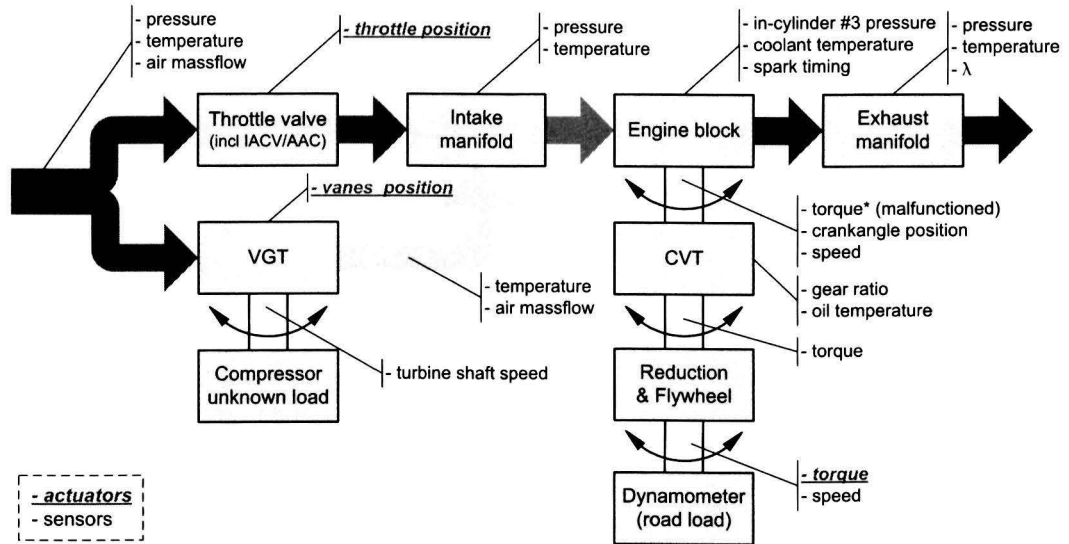 - pressure
- temperature
- air massflow
- throttle position
- pressure
- temperature
- in-cylinder #3 pressure
- coolant temperature
- spark timing
- pressure
- temperature
- λ
Throttle valve
(incl IACV/AAC)
Intake
manifold
Engine block
Exhaust
manifold
- vanes position
- torque* (malfunctioned)
- crankangle position
- speed
VGT
- temperature
- air massflow
CVT
- gear ratio
- oil temperature
- turbine shaft speed
- torque
Compressor
unknown load
Reduction
& Flywheel
- torque
- speed
Dynamometer
(road load)
- actuators
- sensors